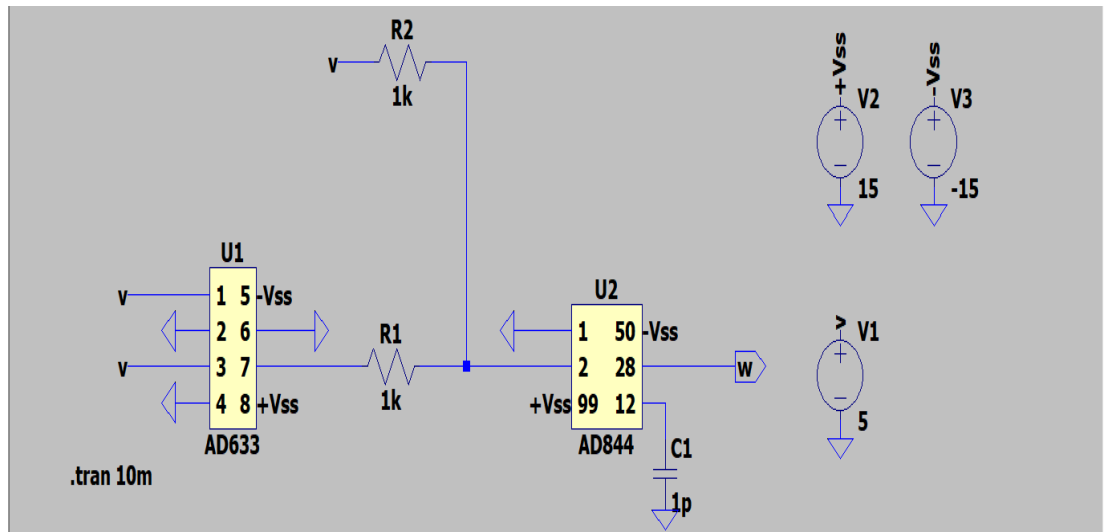 R2
v
1k
+Vss
V2
15
-Vss
V3
-15
U1
v 1 5 -Vss
2 6
v 3 7
4 8 +Vss
AD633
R1
1k
U2
1 50 -Vss
2 28 w
+Vss 99 12
AD844
C1
1p
v
V1
5
.tran 10m